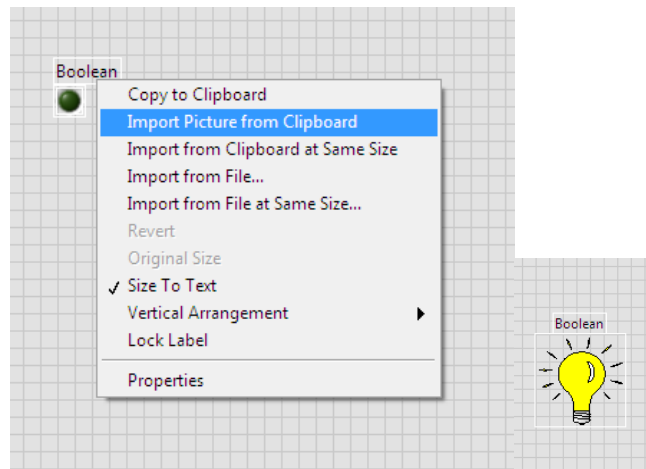 Boolean
Copy to Clipboard
Import Picture from Clipboard
Import from Clipboard at Same Size
Import from File...
Import from File at Same Size...
Revert
Original Size
Size To Text
Vertical Arrangement
Lock Label
Properties
Boolean